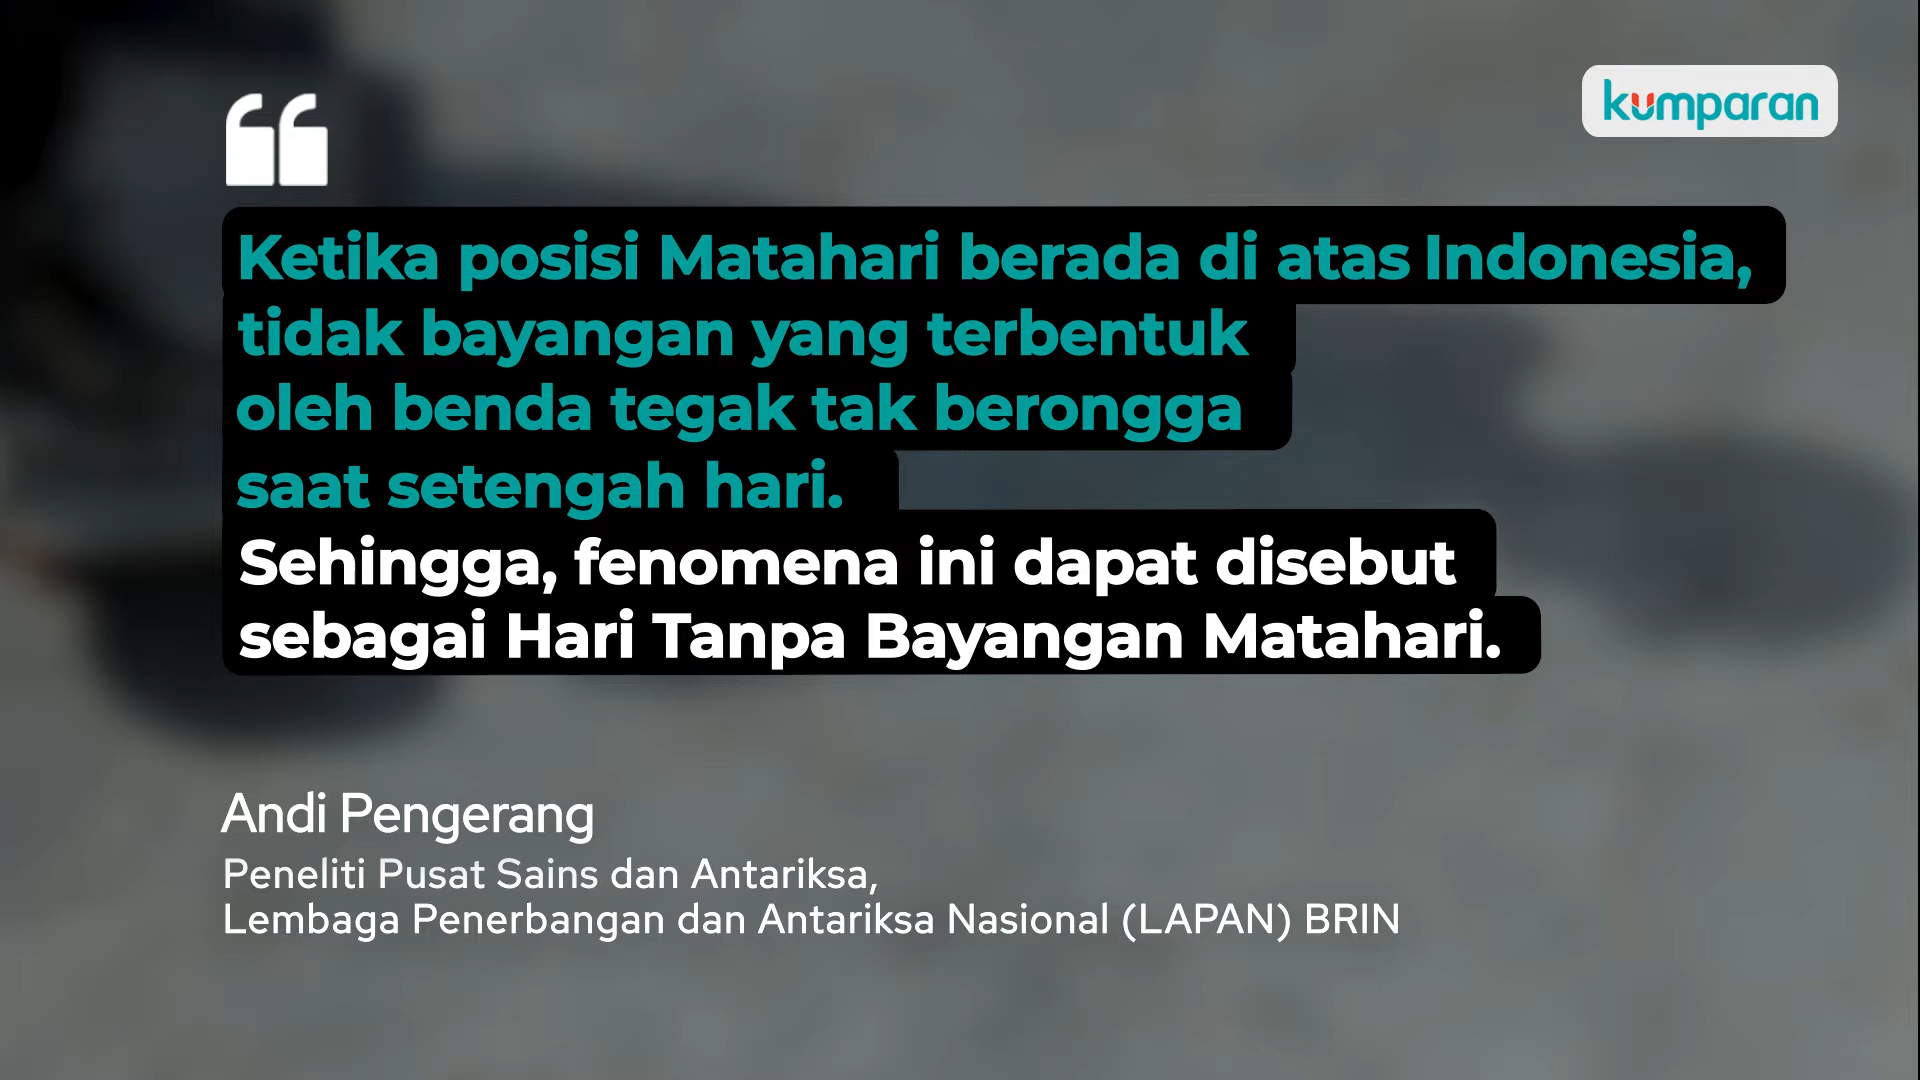 kumparan
“
Ketika posisi Matahari berada di atas Indonesia,
tidak bayangan yang terbentuk
oleh benda tegak tak berongga
saat setengah hari.
Sehingga, fenomena ini dapat disebut
sebagai Hari Tanpa Bayangan Matahari.
Andi Pengerang
Peneliti Pusat Sains dan Antariksa,
Lembaga Penerbangan dan Antariksa Nasional (LAPAN) BRIN